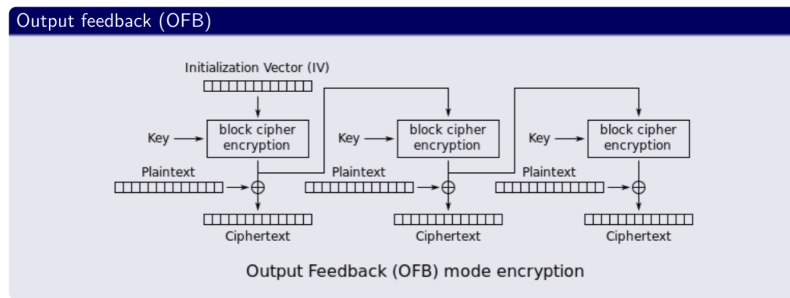 Output feedback (OFB)
Initialization Vector (IV)
Key
block cipher
encryption
Key
block cipher
encryption
Key
block cipher
encryption
Plaintext
Plaintext
Plaintext
Ciphertext
Ciphertext
Ciphertext
Output Feedback (OFB) mode encryption